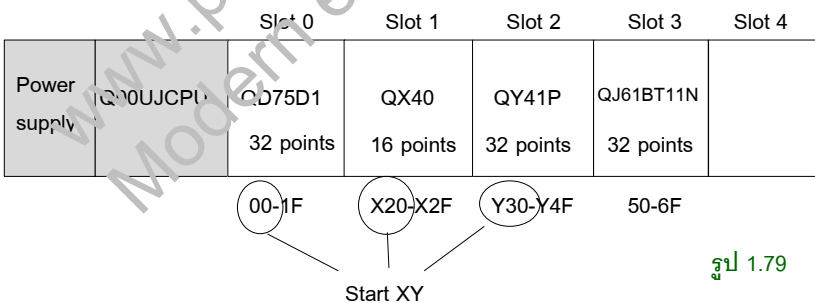 Slot 0 Slot 1 Slot 2 Slot 3 Slot 4
Power supply
Q00UJCPU
QD75D1
32 points
QX40
16 points
QY41P
32 points
QJ61BT11N
32 points
00-1F X20-X2F Y30-Y4F 50-6F
Start XY
รูป 1.79